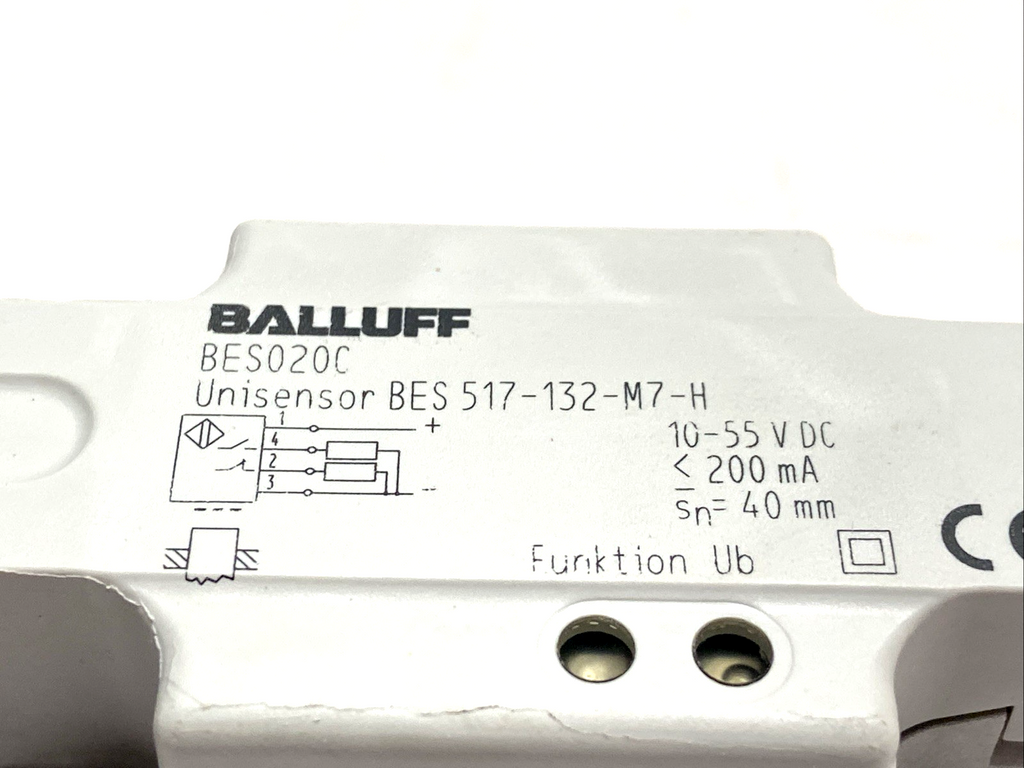 BALLUFF
BES020C
Unisensor BES 517-132-M7-H
1 +
4
2
3 -
10-55 V DC
≤ 200 mA
Sn= 40 mm
Funktion Ub
CE